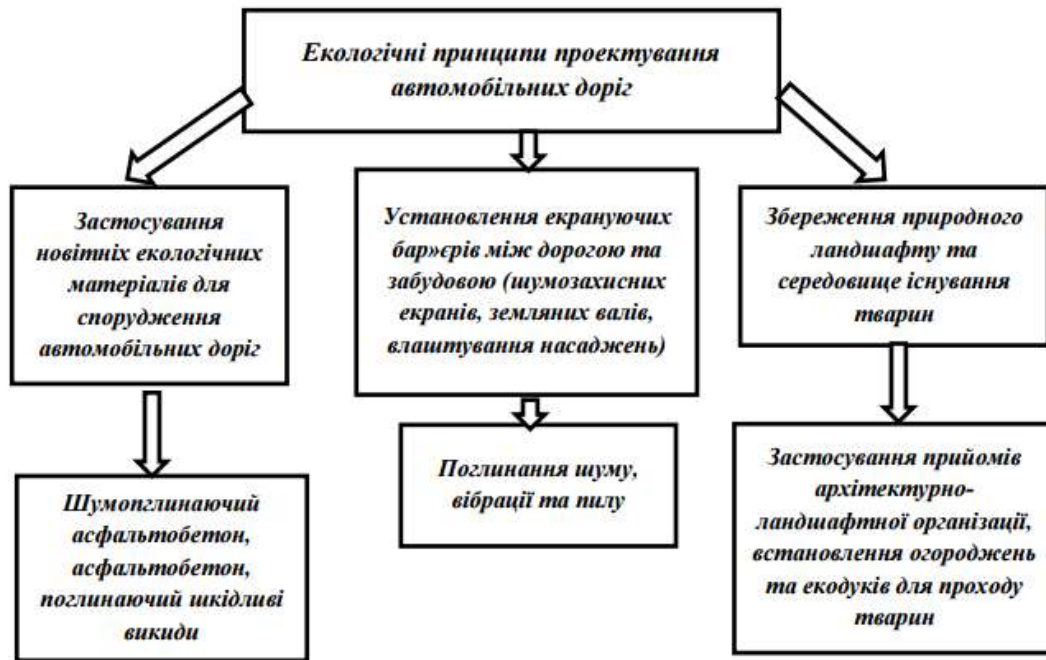 Екологічні принципи проектування
автомобільних доріг
Застосування
новітніх екологічних
матеріалів для
спорудження
автомобільних доріг
Установлення екрануючих
бар»єрів між дорогою та
забудовою (шумозахисних
екранів, земляних валів,
влаштування насаджень)
Збереження природного
ландшафту та
середовище існування
тварин
Шумопглинаючий
асфальтобетон,
асфальтобетон,
поглинаючий шкідливі
викиди
Поглинання шуму,
вібрації та пилу
Застосування прийомів
архітектурно-
ландшафтної організації,
встановлення огороджень
та екодуків для проходу
тварин